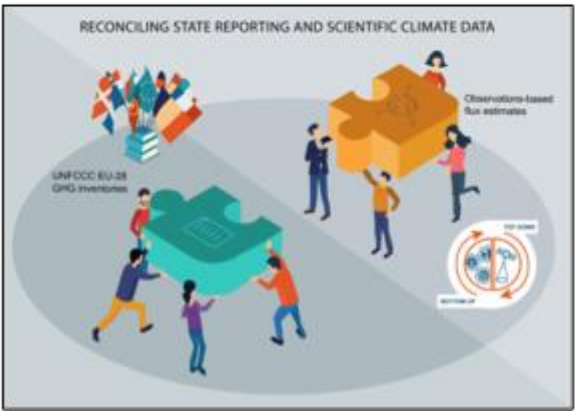 RECONCILING STATE REPORTING AND SCIENTIFIC CLIMATE DATA
Observations-based
flux estimates
UNFCCC EU-28
GHG inventories
TOP DOWN
BOTTOM UP